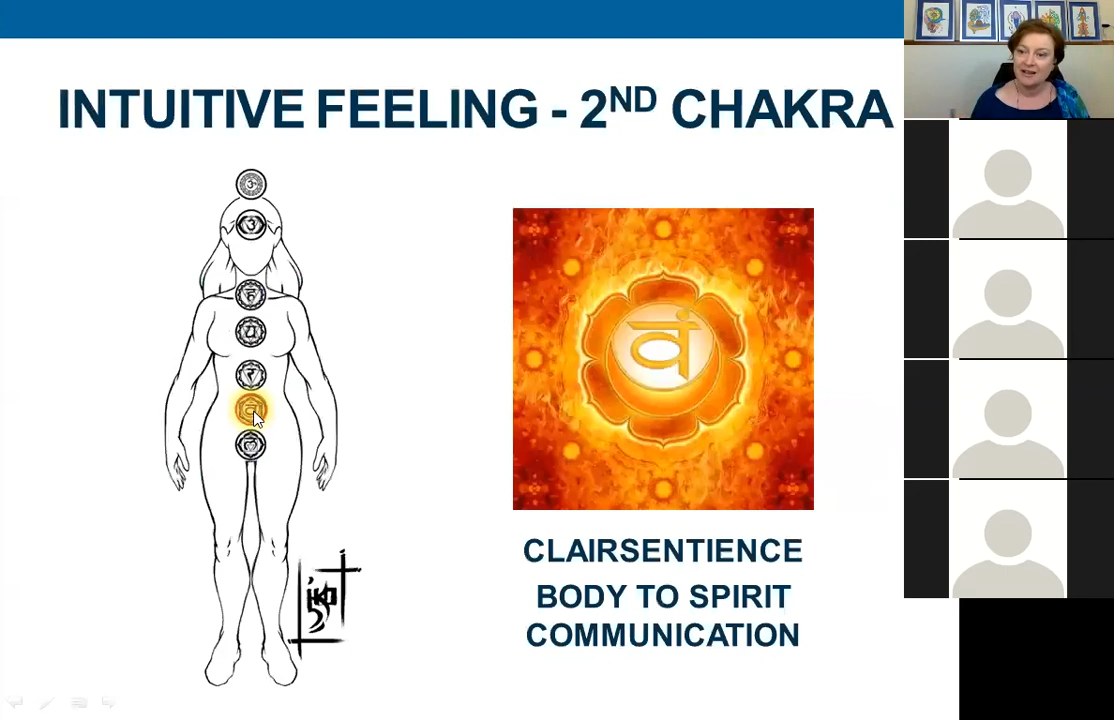 INTUITIVE FEELING - 2ND CHAKRA
ॐ
ॐ
हं
यं
रं
वं
लं
वं
CLAIRSENTIENCE
BODY TO SPIRIT
COMMUNICATION